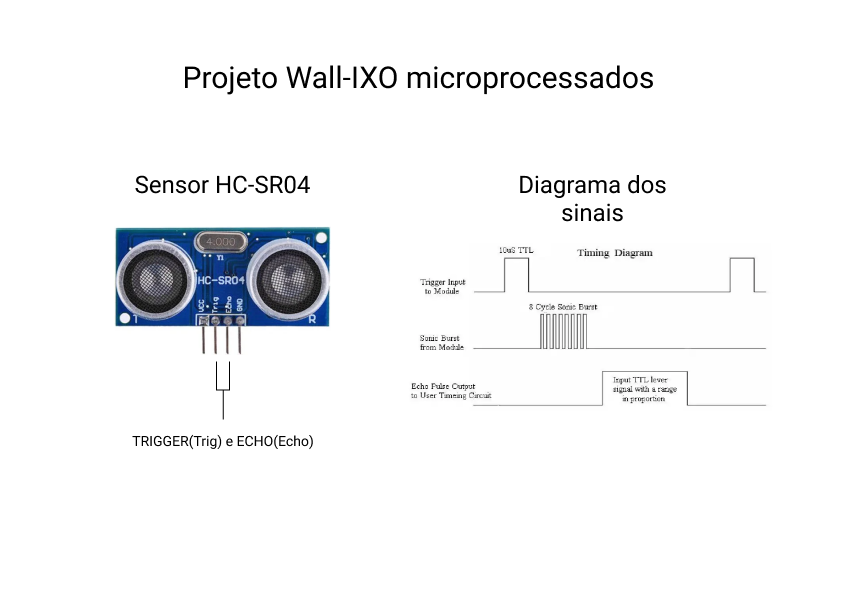 Projeto Wall-IXO microprocessados
Sensor HC-SR04
4.000
Y1
HC-SR04
VCC
Trig
Echo
GND
T
R
TRIGGER(Trig) e ECHO(Echo)
Diagrama dos
sinais
10uS TTL
Timing Diagram
Trigger Input
to Module
8 Cycle Sonic Burst
Sonic Burst
from Module
Echo Pulse Output
to User Timeing Circuit
Input TTL lever
signal with a range
in proportion